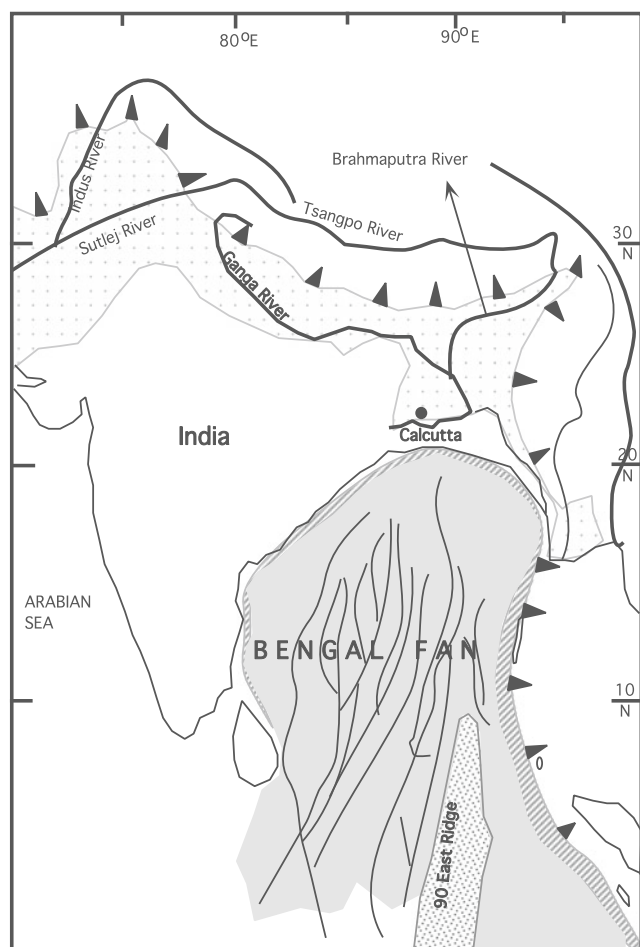 80°E
90°E
Brahmaputra River
Indus River
Tsangpo River
Sutlej River
30
N
Ganga River
India
Calcutta
20
N
ARABIAN
SEA
BENGAL FAN
10
N
90 East Ridge